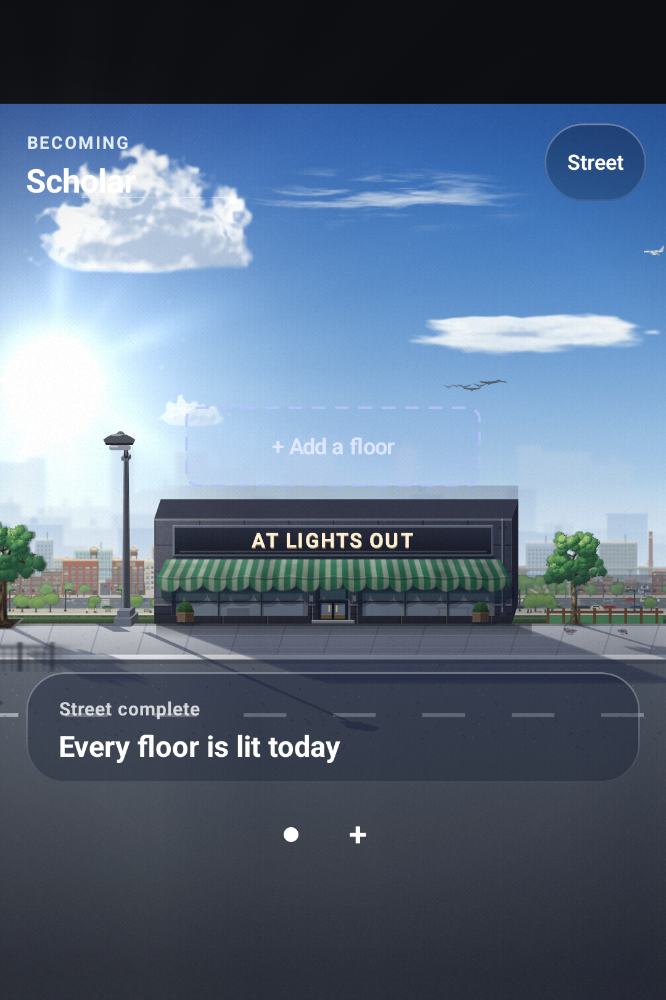 BECOMING
Scholar
Street
+ Add a floor
AT LIGHTS OUT
Street complete
Every floor is lit today
+